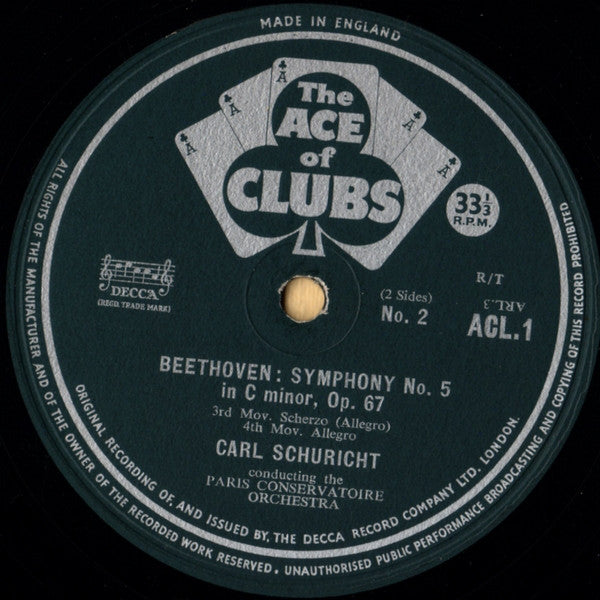 MADE IN ENGLAND
A A A A A
The
ACE
of
CLUBS
33⅓
R.P.M.
DECCA
(REGD. TRADE MARK)
R/T
(2 Sides)
No. 2
ARL.3
ACL.1
BEETHOVEN: SYMPHONY No. 5
in C minor, Op. 67
3rd Mov. Scherzo (Allegro)
4th Mov. Allegro
CARL SCHURICHT
conducting the
PARIS CONSERVATOIRE
ORCHESTRA
ORIGINAL RECORDING OF, AND ISSUED BY, THE DECCA RECORD COMPANY LTD. LONDON.
ALL RIGHTS OF THE MANUFACTURER AND OF THE OWNER OF THE RECORDED WORK RESERVED. UNAUTHORISED PUBLIC PERFORMANCE BROADCASTING AND COPYING OF THIS RECORD PROHIBITED